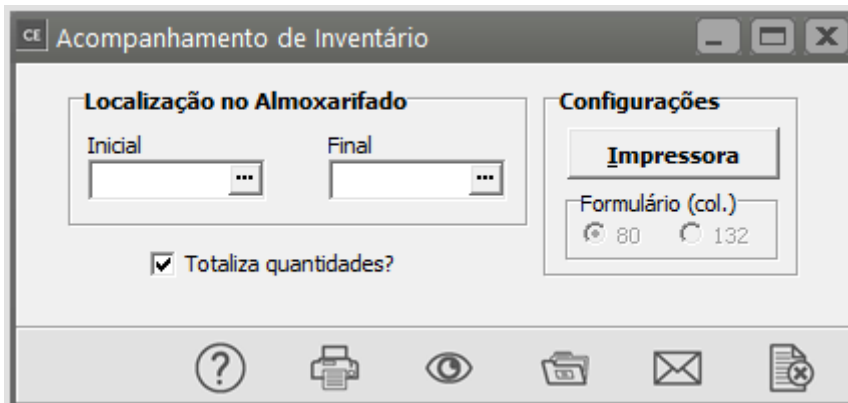 CE Acompanhamento de Inventário
Localização no Almoxarifado
Inicial
Final
...
...
Totaliza quantidades?
Configurações
Impressora
Formulário (col.)
80
132
?